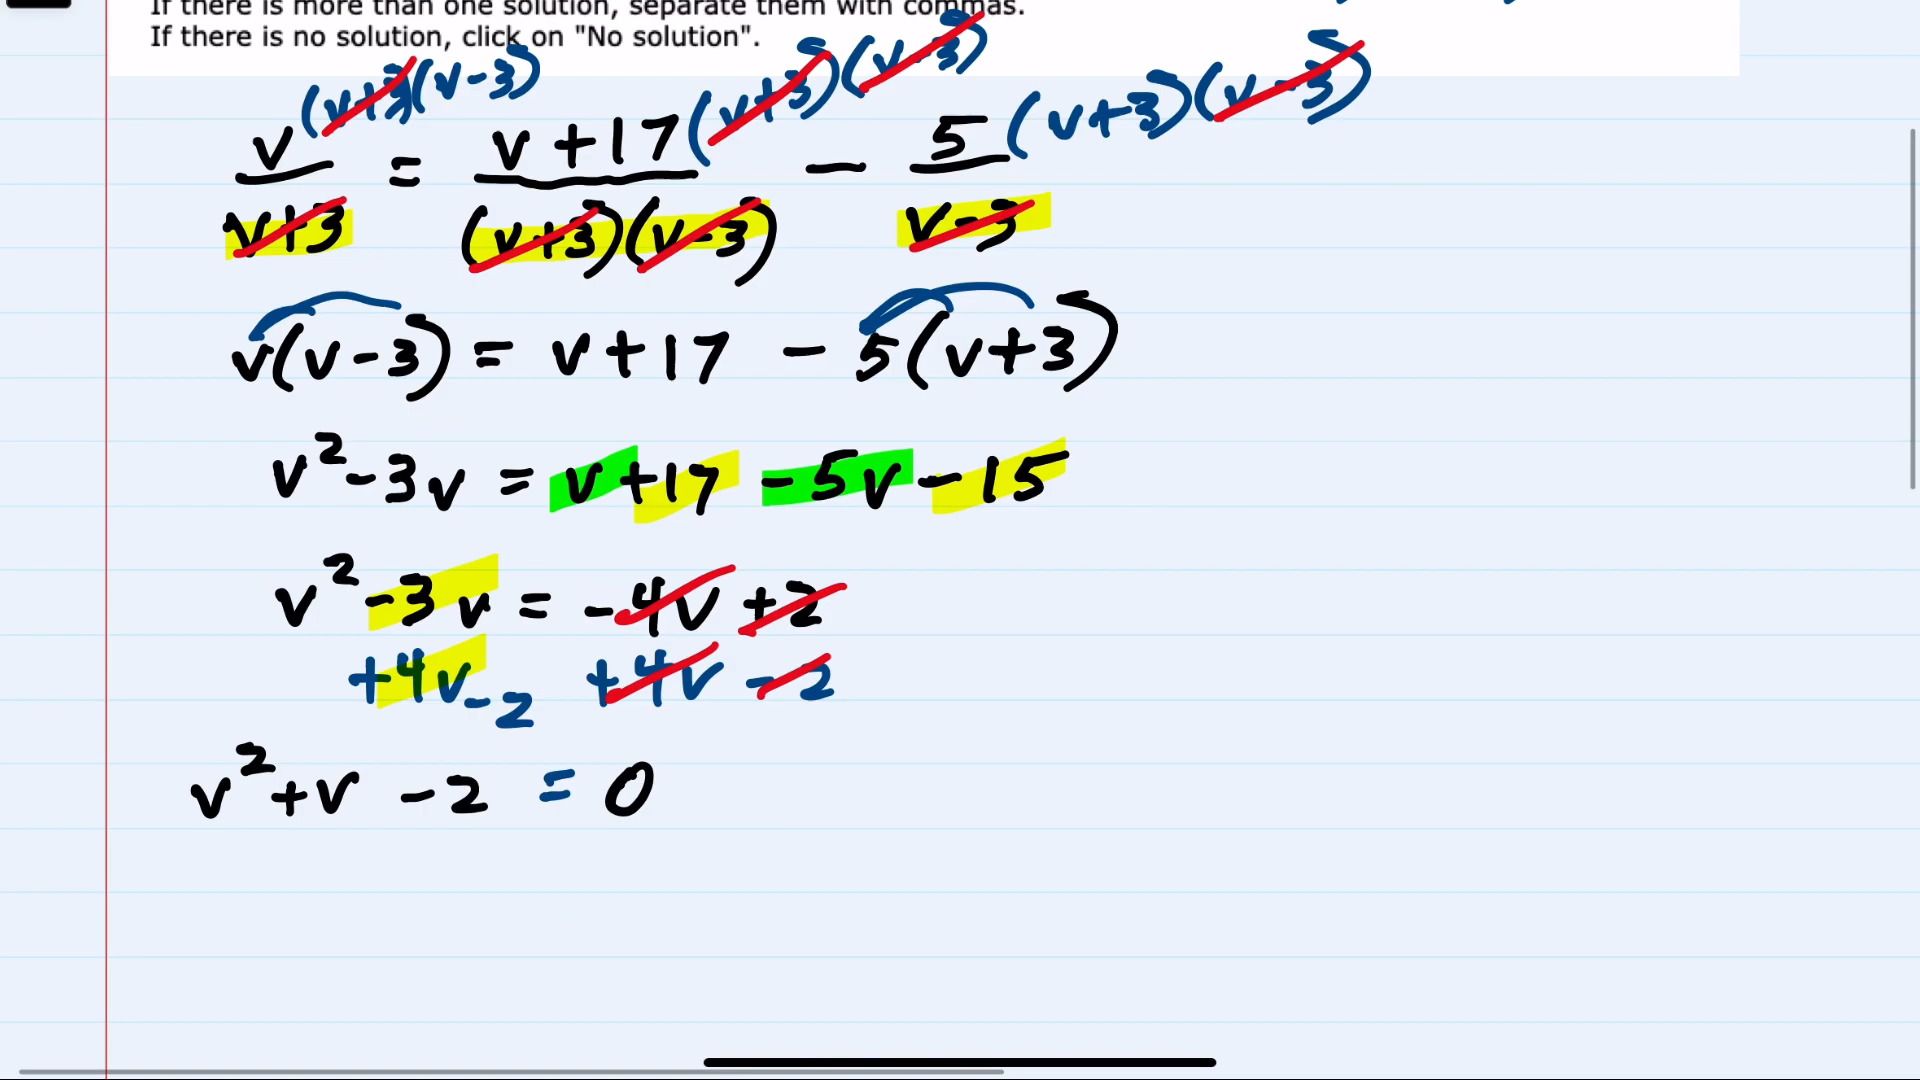 If there is more than one solution, separate them with commas.
If there is no solution, click on "No solution".
(v+3)(v-3) (v+3)(v-3) (v+3)(v-3)
v = v+17 - 5
v+3 (v+3)(v-3) v-3
v(v-3) = v+17 - 5(v+3)
v²-3v = v+17 -5v-15
v²-3v = -4v+2
+4v-2 +4v-2
v²+v -2 = 0